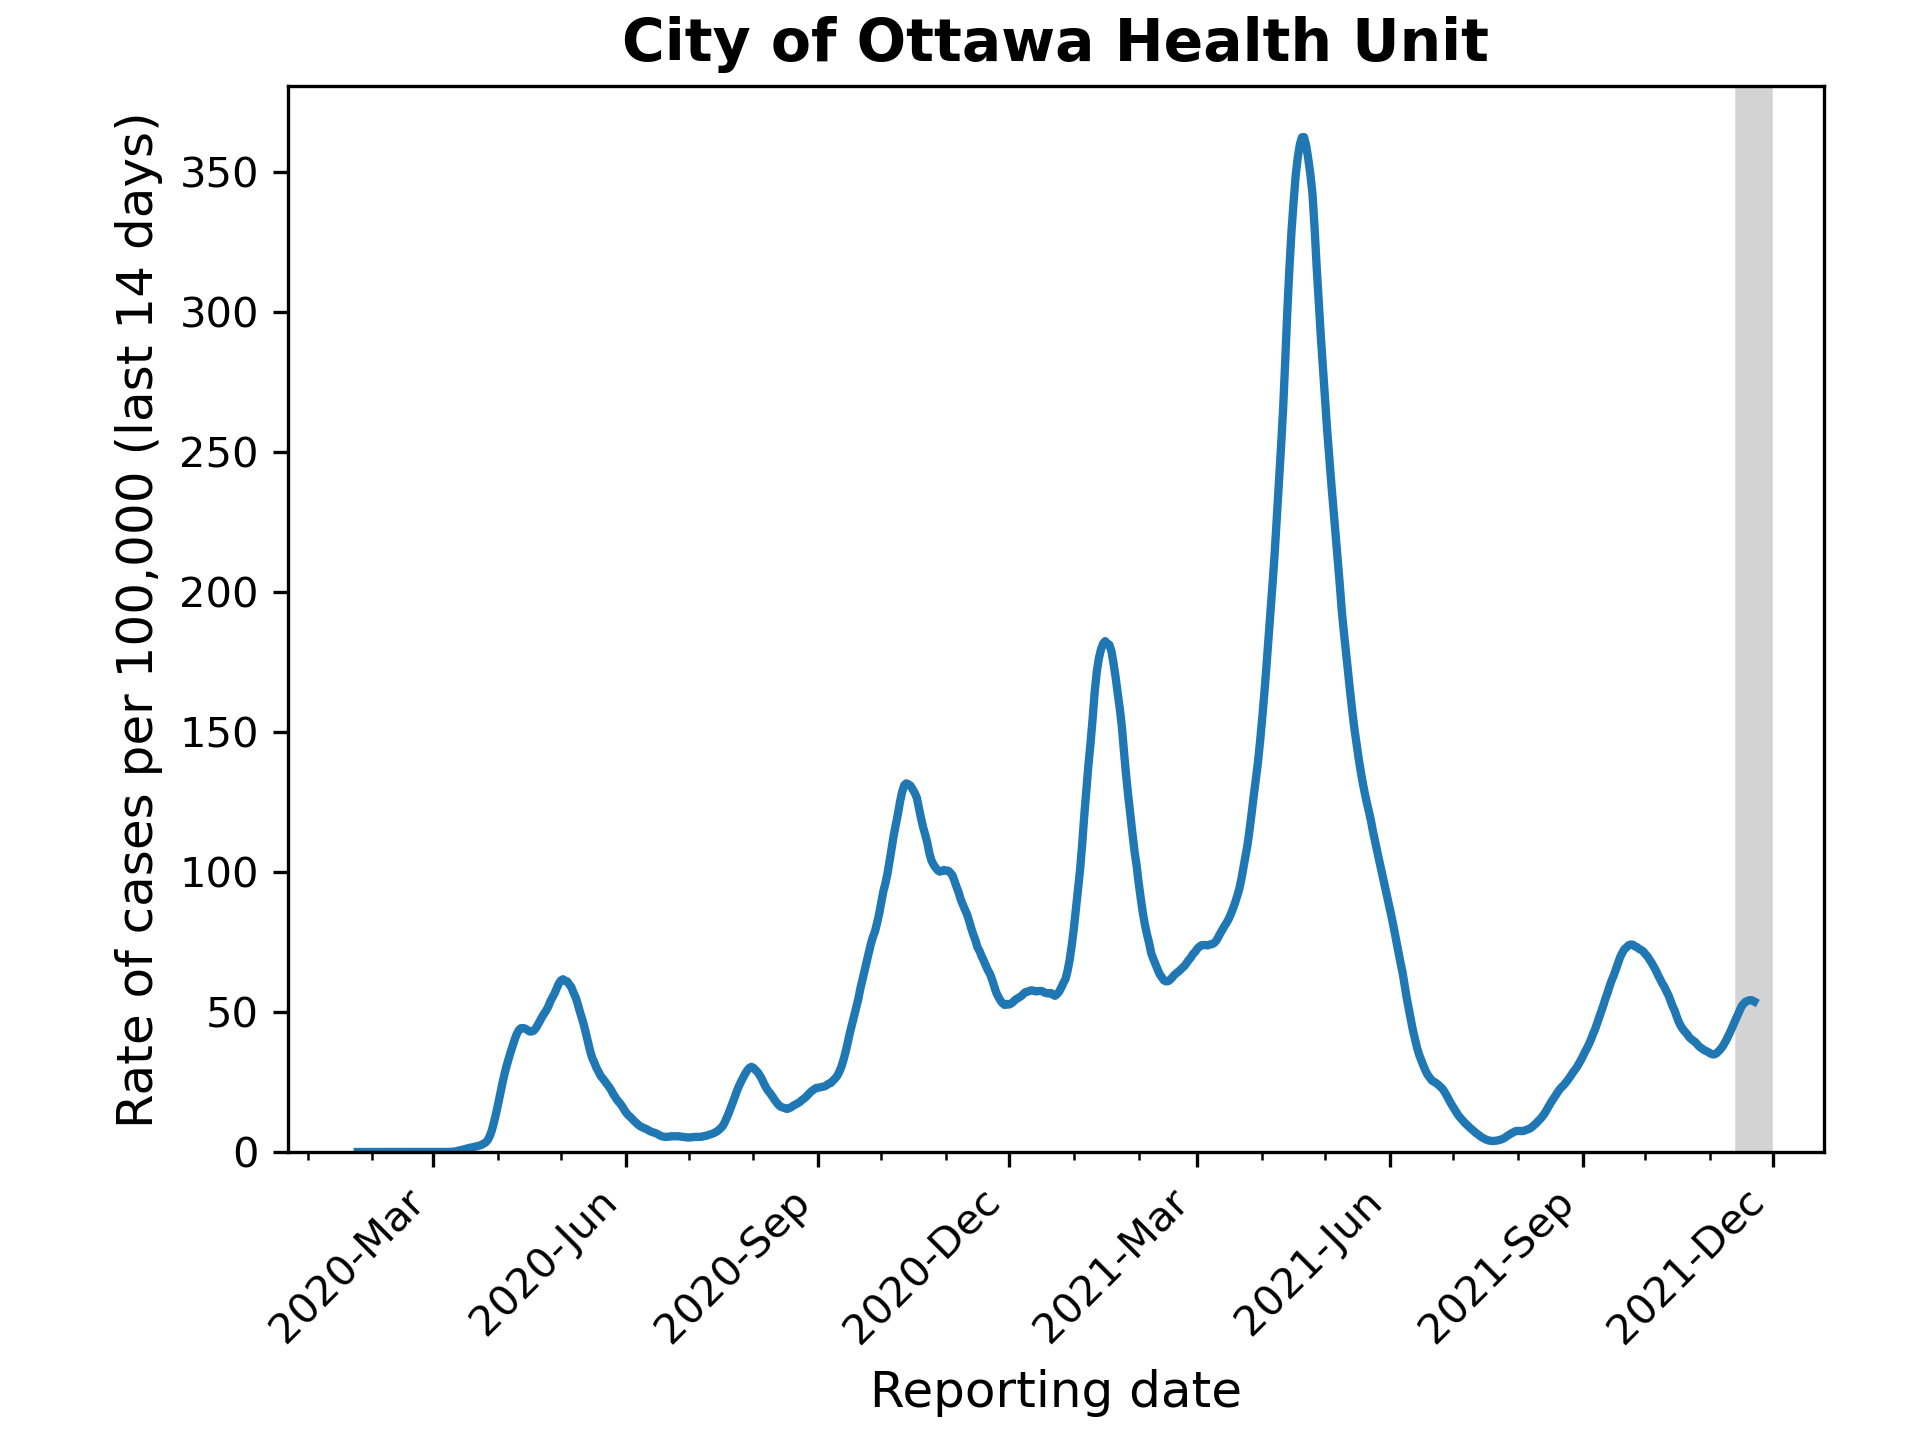 City of Ottawa Health Unit
Rate of cases per 100,000 (last 14 days)
350
300
250
200
150
100
50
0
2020-Mar
2020-Jun
2020-Sep
2020-Dec
2021-Mar
2021-Jun
2021-Sep
2021-Dec
Reporting date